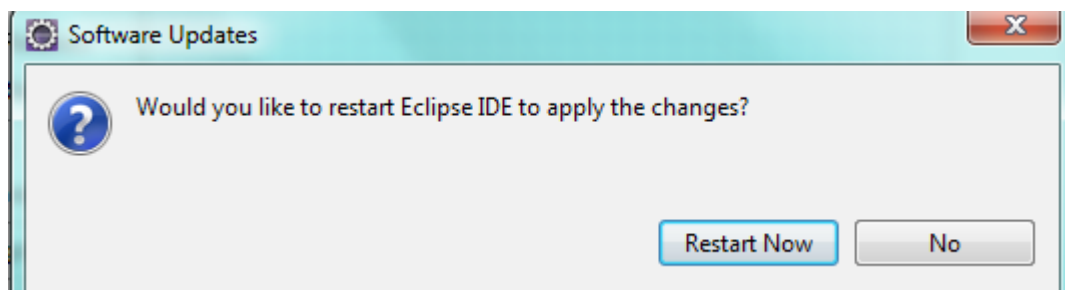 Software Updates
Would you like to restart Eclipse IDE to apply the changes?
Restart Now
No